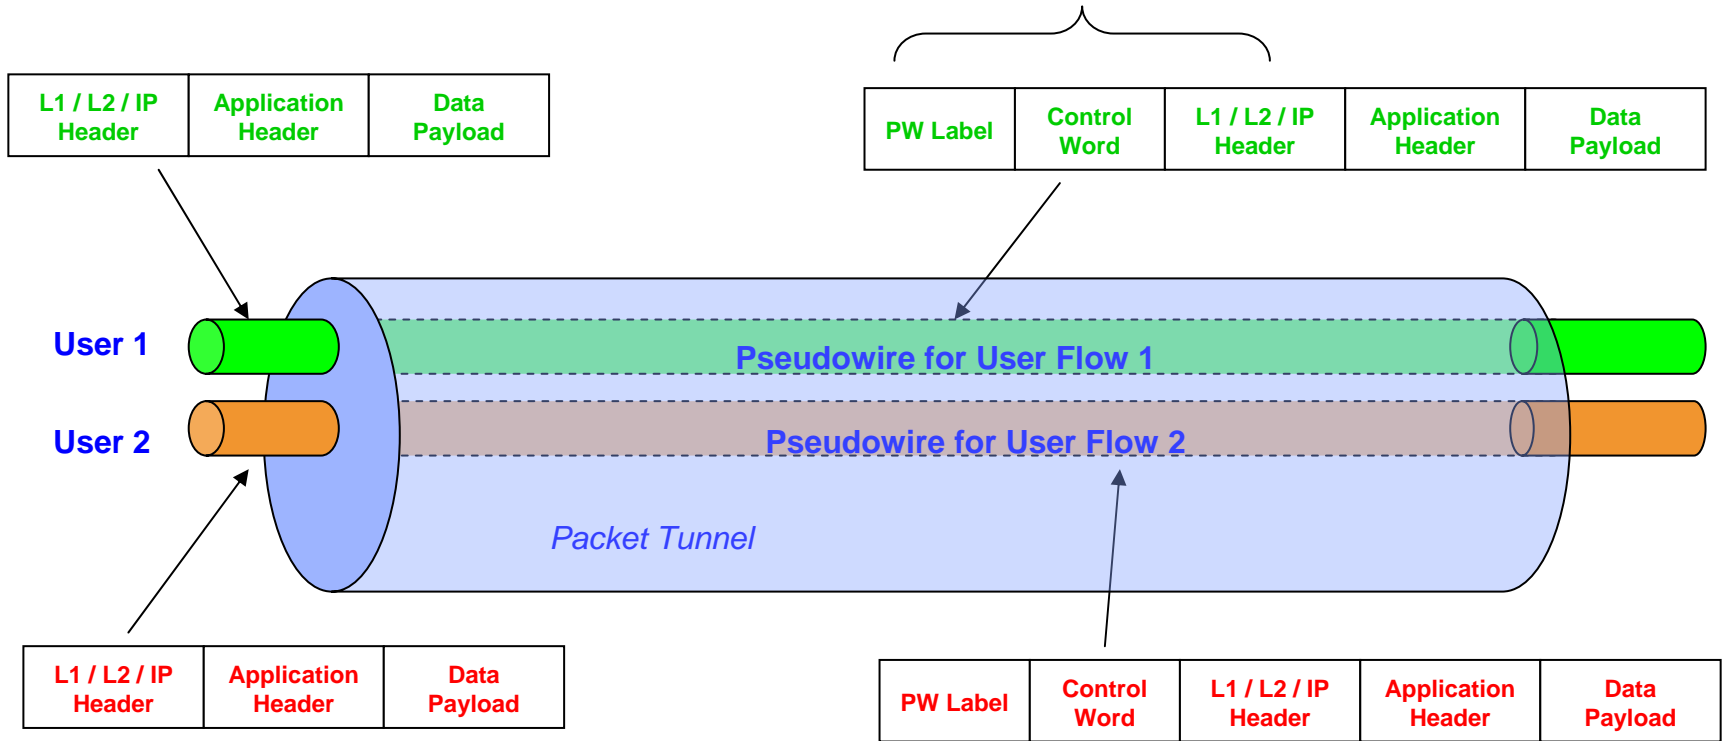 L1 / L2 / IP
Header
Application
Header
Data
Payload
PW Label
Control
Word
L1 / L2 / IP
Header
Application
Header
Data
Payload
User 1
Pseudowire for User Flow 1
User 2
Pseudowire for User Flow 2
Packet Tunnel
L1 / L2 / IP
Header
Application
Header
Data
Payload
PW Label
Control
Word
L1 / L2 / IP
Header
Application
Header
Data
Payload